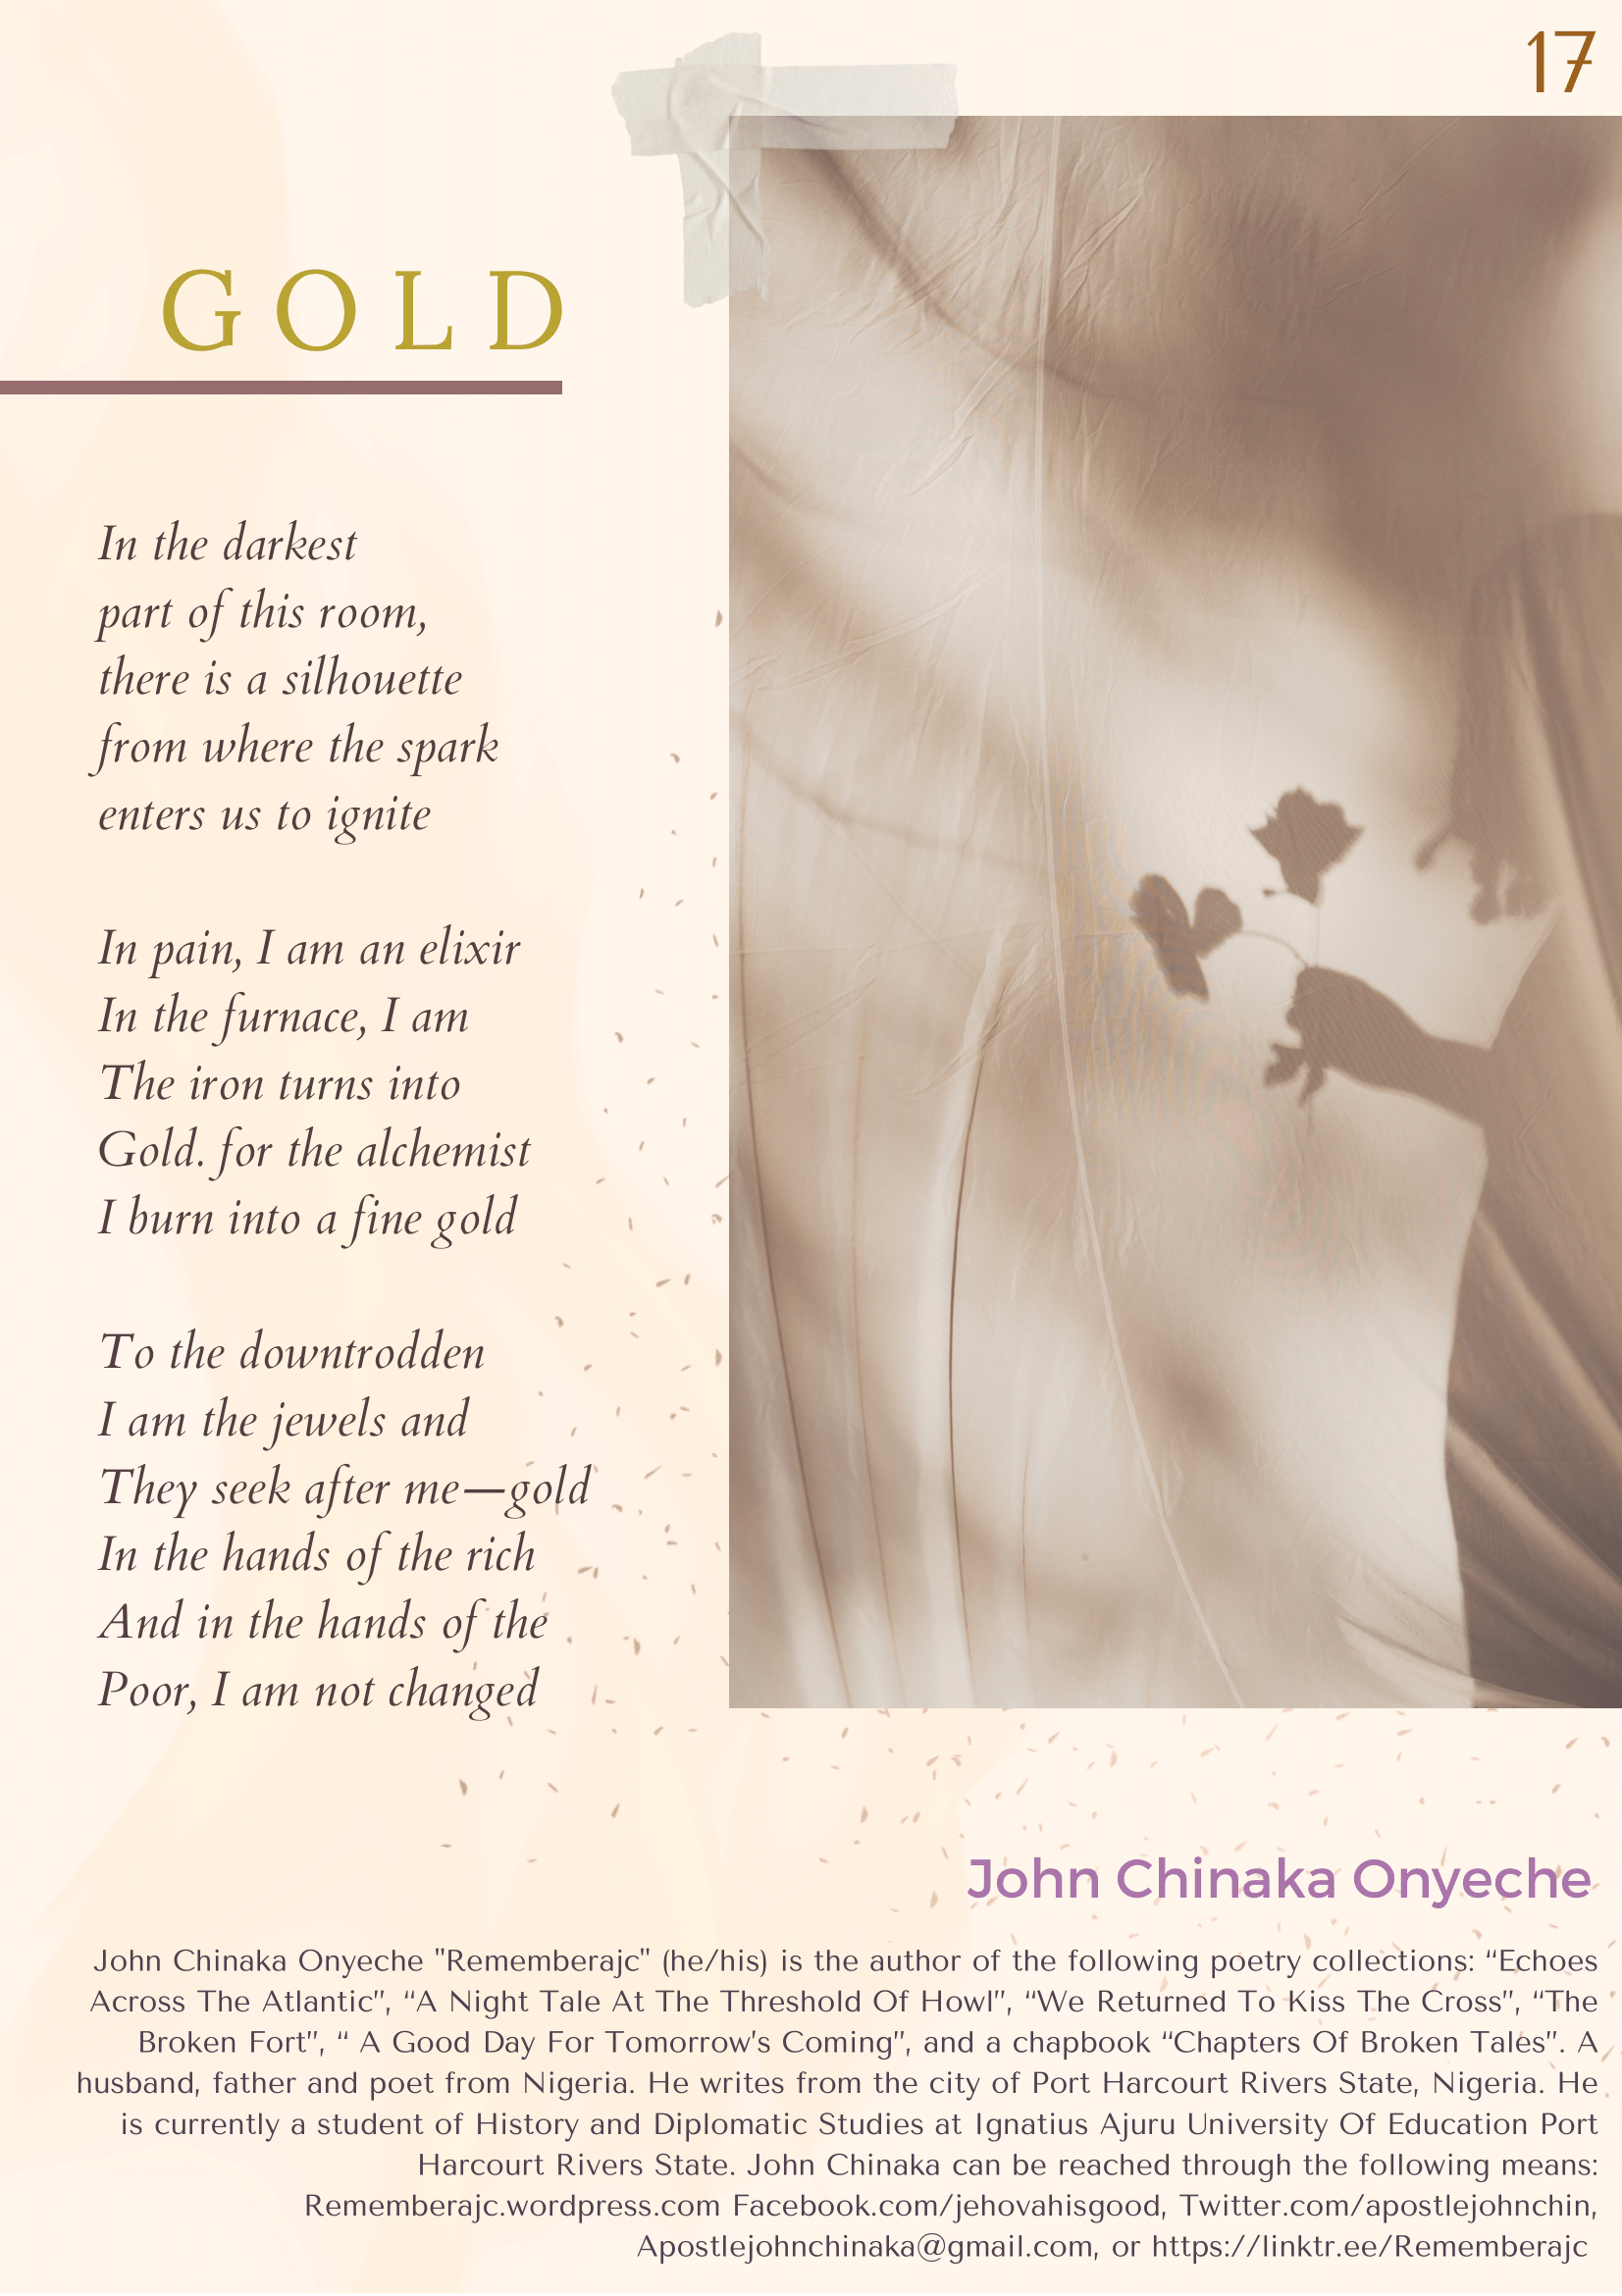 17
GOLD
In the darkest
part of this room,
there is a silhouette
from where the spark
enters us to ignite
In pain, I am an elixir
In the furnace, I am
The iron turns into
Gold. for the alchemist
I burn into a fine gold
To the downtrodden
I am the jewels and
They seek after me—gold
In the hands of the rich
And in the hands of the
Poor, I am not changed
John Chinaka Onyeche
John Chinaka Onyeche "Rememberajc" (he/his) is the author of the following poetry collections: “Echoes
Across The Atlantic”, “A Night Tale At The Threshold Of Howl”, “We Returned To Kiss The Cross”, “The
Broken Fort”, “ A Good Day For Tomorrow’s Coming”, and a chapbook “Chapters Of Broken Tales”. A
husband, father and poet from Nigeria. He writes from the city of Port Harcourt Rivers State, Nigeria. He
is currently a student of History and Diplomatic Studies at Ignatius Ajuru University Of Education Port
Harcourt Rivers State. John Chinaka can be reached through the following means:
Rememberajc.wordpress.com Facebook.com/jehovahisgood, Twitter.com/apostlejohnchin,
Apostlejohnchinaka@gmail.com, or https://linktr.ee/Rememberajc